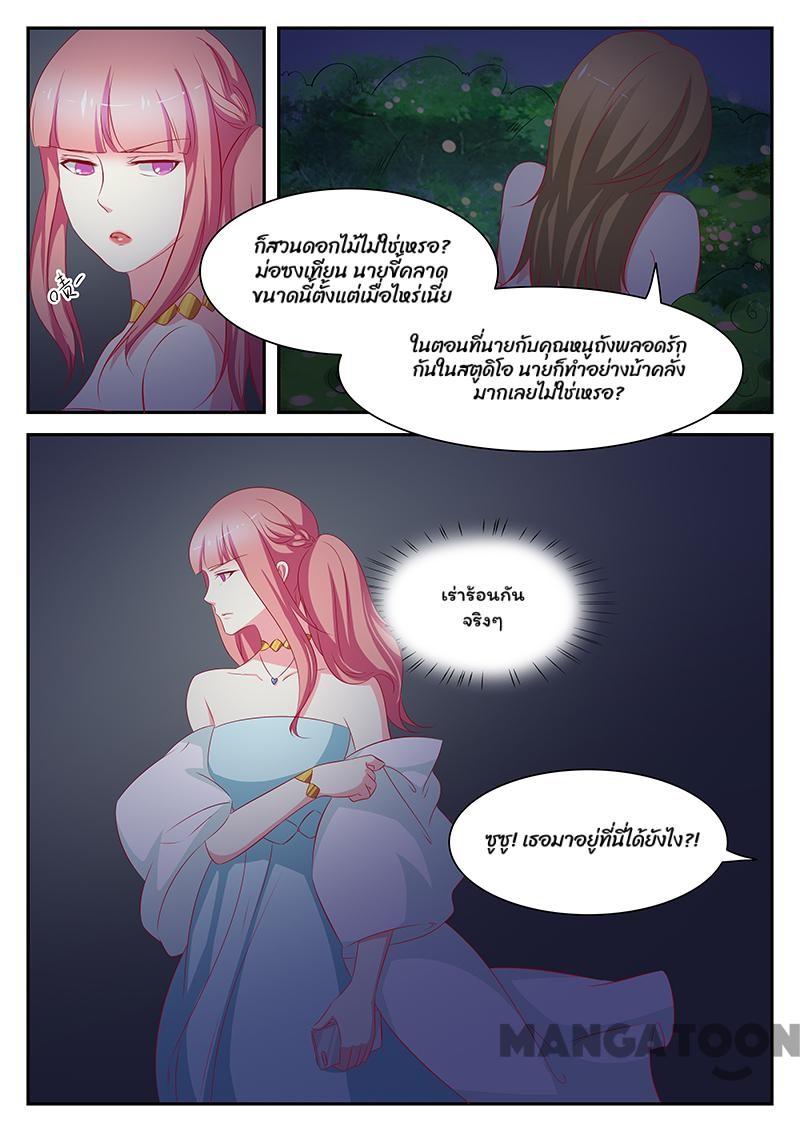 ก็สวนดอกไม้ไม่ใช่เหรอ?
ม่อซงเทียน นายขี้คลาด
ขนาดนี้ตั้งแต่เมื่อไหร่เนี่ย
ในตอนที่นายกับคุณหนูถังพลอดรัก
กันในสตูดิโอ นายก็ทำอย่างบ้าคลั่ง
มากเลยไม่ใช่เหรอ?
เร่าร้อนกัน
จริงๆ
ซูซู! เธอมาอยู่ที่นี่ได้ยังไง?!
MANGATOON